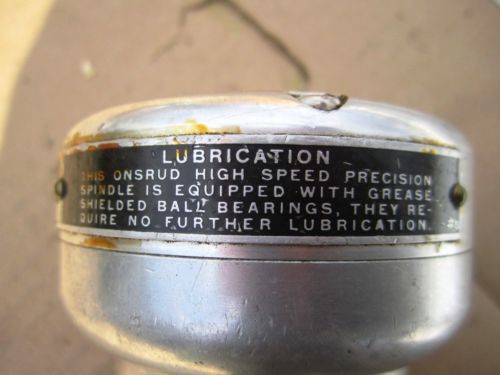 LUBRICATION
THIS ONSRUD HIGH SPEED PRECISION
SPINDLE IS EQUIPPED WITH GREASE
SHIELDED BALL BEARINGS, THEY RE-
QUIRE NO FURTHER LUBRICATION.